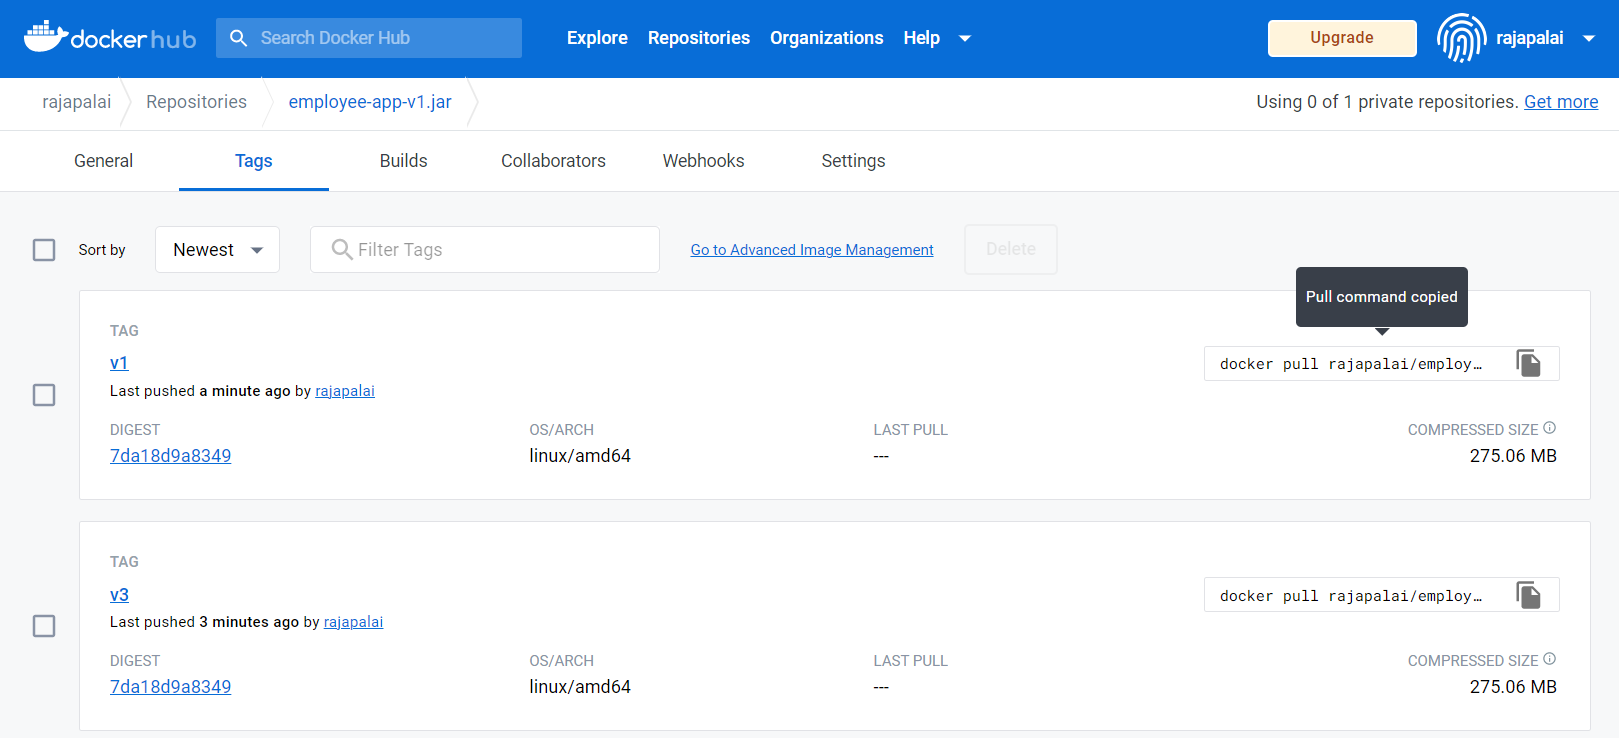 dockerhub Search Docker Hub Explore Repositories Organizations Help Upgrade rajapalai
rajapalai Repositories employee-app-v1.jar Using 0 of 1 private repositories. Get more
General Tags Builds Collaborators Webhooks Settings
Sort by Newest Filter Tags Go to Advanced Image Management Delete
Pull command copied
TAG
v1 docker pull rajapalai/employ…
Last pushed a minute ago by rajapalai
DIGEST OS/ARCH LAST PULL COMPRESSED SIZE
7da18d9a8349 linux/amd64 --- 275.06 MB
TAG
v3 docker pull rajapalai/employ…
Last pushed 3 minutes ago by rajapalai
DIGEST OS/ARCH LAST PULL COMPRESSED SIZE
7da18d9a8349 linux/amd64 --- 275.06 MB